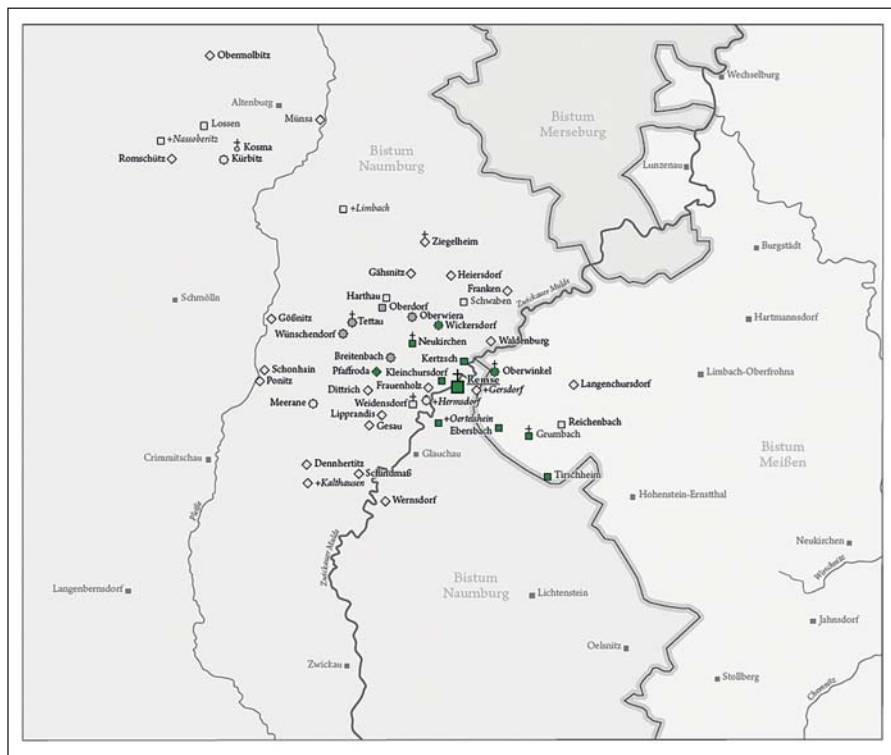 Obermolbitz
Wechselburg
Altenburg
Münsa
Lossen
Bistum
Merseburg
+Nassoberitz
Kosma
Bistum
Naumburg
Romschütz
Kürbitz
Lunzenau
+Limbach
Ziegelheim
Burgstädt
Gähsnitz
Heiersdorf
Franken
Zwickauer Mulde
Schmölln
Harthau
Schwaben
Oberdorf
Gößnitz
Tettau
Oberwiera
Hartmannsdorf
Wickersdorf
Wünschendorf
Neukirchen
Waldenburg
Breitenbach
Kertzsch
Schonhain
Pfaffroda
Kleinchursdorf
Oberwinkel
Limbach-Oberfrohna
Ponitz
Remse
Dittrich
Frauenholz
+Gersdorf
Langenchursdorf
Meerane
Weidensdorf
+Hermsdorf
Lipprandis
+Oertelshein
Reichenbach
Gesau
Ebersbach
Grumbach
Bistum
Meißen
Crimmitschau
Glauchau
Dennhertitz
Schindmaß
Tirschheim
+Kalthausen
Wernsdorf
Hohenstein-Ernstthal
Pleiße
Neukirchen
Zwickauer Mulde
Bistum
Naumburg
Würschnitz
Langenbernsdorf
Lichtenstein
Jahnsdorf
Oelsnitz
Zwickau
Stollberg
Chemnitz